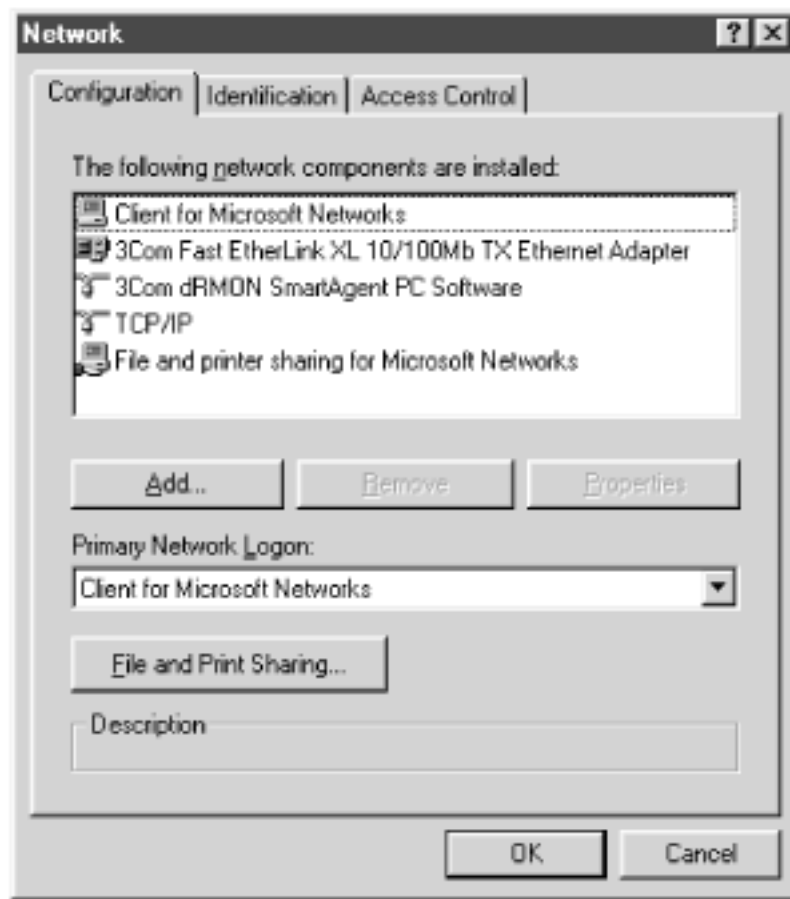 Network
Configuration Identification Access Control
The following network components are installed:
Client for Microsoft Networks
3Com Fast EtherLink XL 10/100Mb TX Ethernet Adapter
3Com dRMON SmartAgent PC Software
TCP/IP
File and printer sharing for Microsoft Networks
Add... Remove Properties
Primary Network Logon:
Client for Microsoft Networks
File and Print Sharing...
Description
OK Cancel